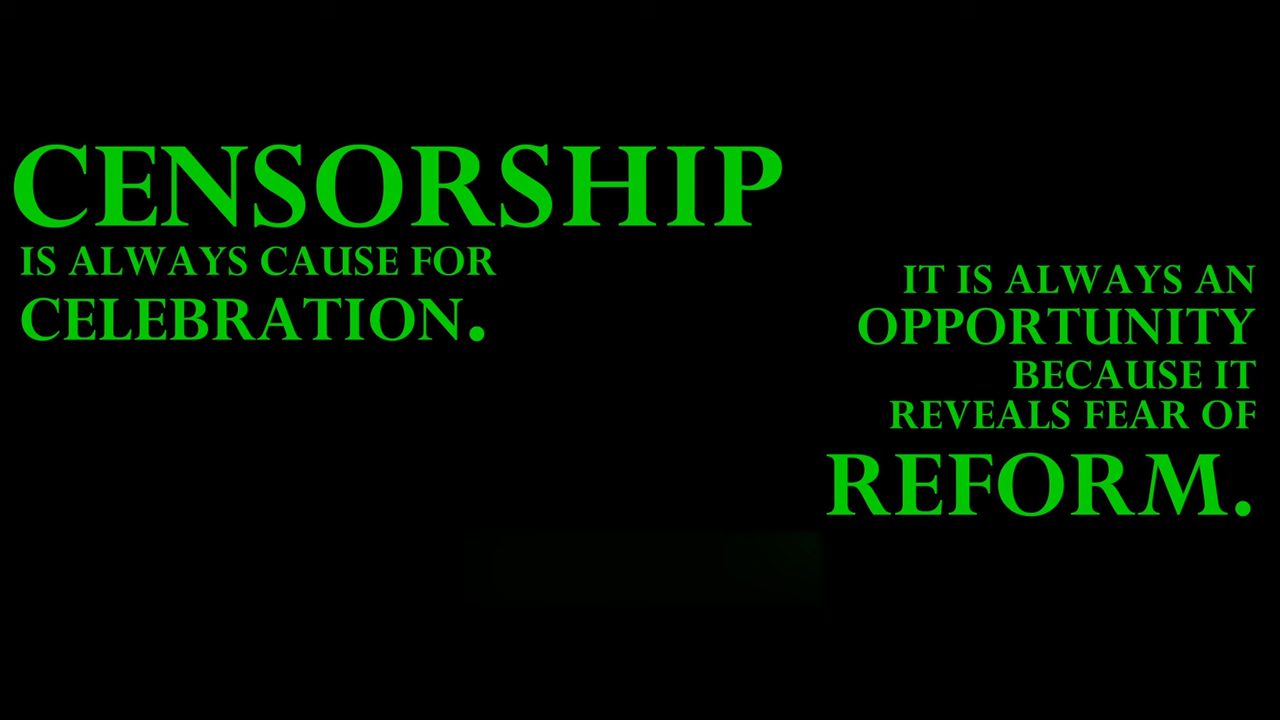 CENSORSHIP
IS ALWAYS CAUSE FOR
CELEBRATION.
IT IS ALWAYS AN
OPPORTUNITY
BECAUSE IT
REVEALS FEAR OF
REFORM.